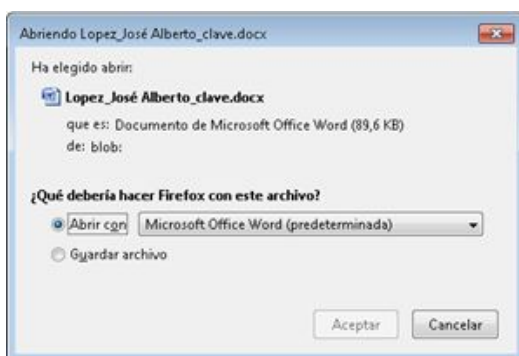 Abriendo Lopez_José Alberto_clave.docx
Ha elegido abrir:
Lopez_José Alberto_clave.docx
que es: Documento de Microsoft Office Word (89,6 KB)
de: blob:
¿Qué debería hacer Firefox con este archivo?
Abrir con Microsoft Office Word (predeterminada)
Guardar archivo
Aceptar Cancelar